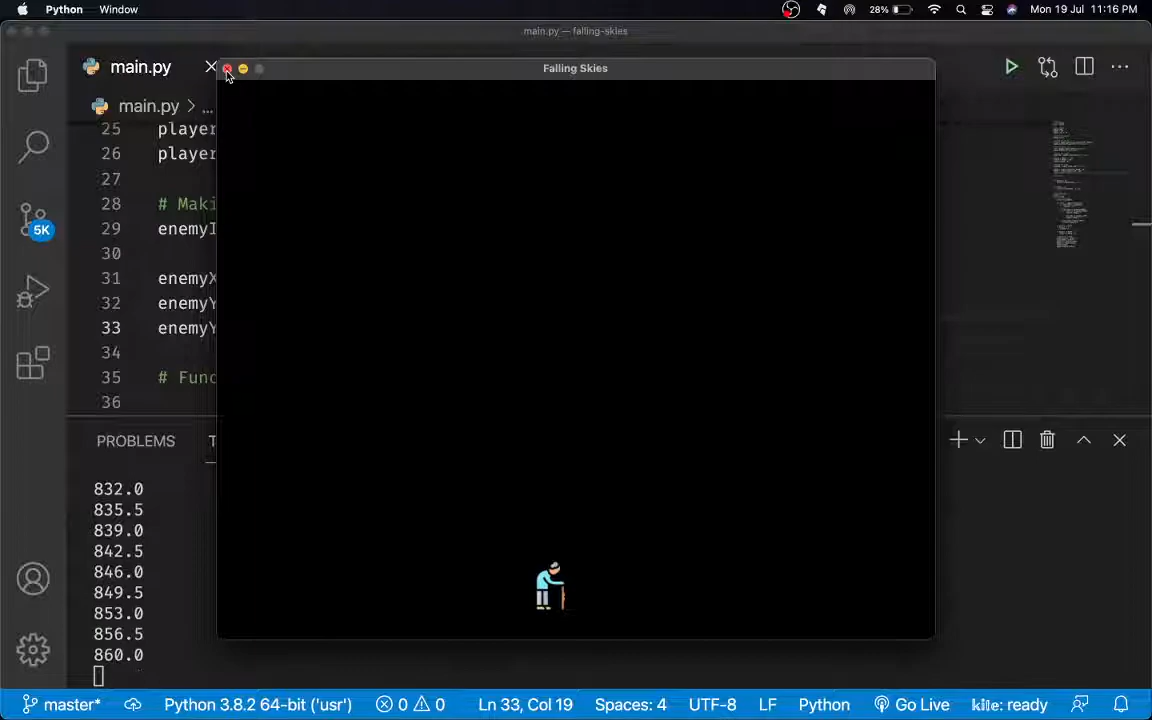 Python Window 28% Mon 19 Jul 11:16 PM
main.py — falling-skies
main.py
Falling Skies
main.py > ...
25 player
26 player
27
28 # Maki
29 enemyI
30
31 enemyX
32 enemyY
33 enemyY
34
35 # Func
36
5K
PROBLEMS T
832.0
835.5
839.0
842.5
846.0
849.5
853.0
856.5
860.0
master* Python 3.8.2 64-bit ('usr') 0 0 Ln 33, Col 19 Spaces: 4 UTF-8 LF Python Go Live kite: ready